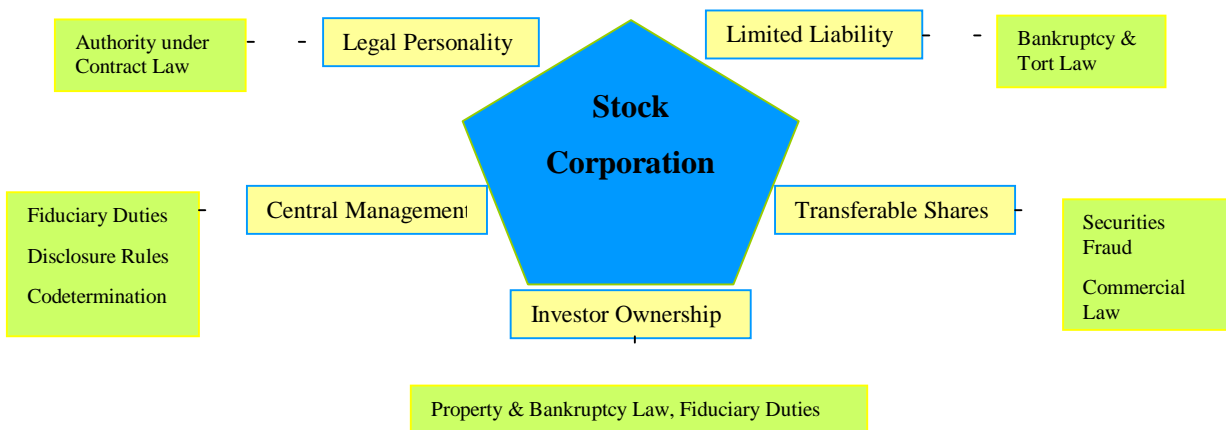 Authority under
Contract Law
Legal Personality
Limited Liability
Bankruptcy &
Tort Law
Stock
Corporation
Fiduciary Duties
Disclosure Rules
Codetermination
Central Management
Transferable Shares
Securities
Fraud
Commercial
Law
Investor Ownership
Property & Bankruptcy Law, Fiduciary Duties